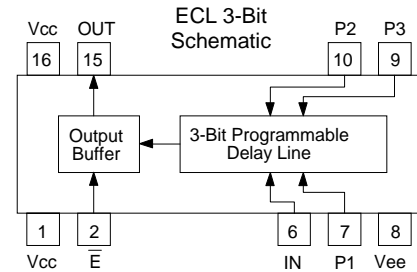 ECL 3-Bit
Schematic
Vcc OUT P2 P3
16 15 10 9
Output
Buffer
3-Bit Programmable
Delay Line
1 2 6 7 8
Vcc E̅ IN P1 Vee